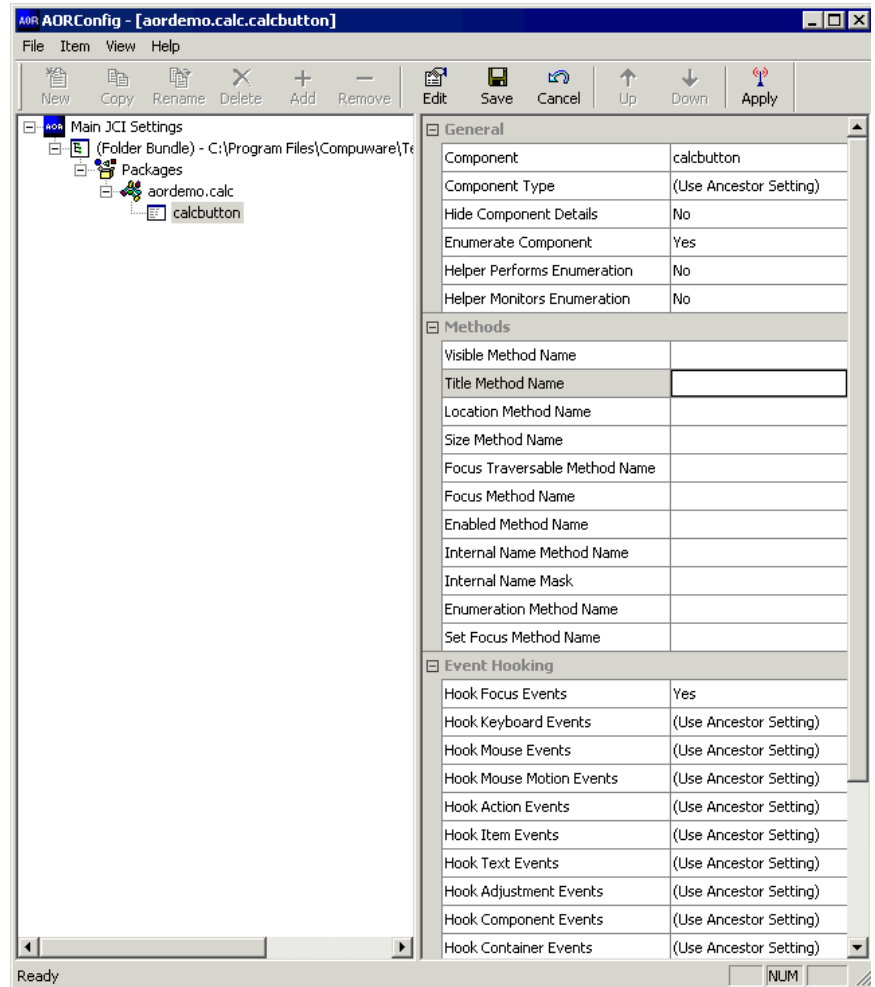 AOR AORConfig - [aordemo.calc.calcbutton]
File Item View Help
New Copy Rename Delete Add Remove Edit Save Cancel Up Down Apply
AOR Main JCI Settings
(Folder Bundle) - C:\Program Files\Compuware\Te
Packages
aordemo.calc
calcbutton
General
Component calcbutton
Component Type (Use Ancestor Setting)
Hide Component Details No
Enumerate Component Yes
Helper Performs Enumeration No
Helper Monitors Enumeration No
Methods
Visible Method Name
Title Method Name
Location Method Name
Size Method Name
Focus Traversable Method Name
Focus Method Name
Enabled Method Name
Internal Name Method Name
Internal Name Mask
Enumeration Method Name
Set Focus Method Name
Event Hooking
Hook Focus Events Yes
Hook Keyboard Events (Use Ancestor Setting)
Hook Mouse Events (Use Ancestor Setting)
Hook Mouse Motion Events (Use Ancestor Setting)
Hook Action Events (Use Ancestor Setting)
Hook Item Events (Use Ancestor Setting)
Hook Text Events (Use Ancestor Setting)
Hook Adjustment Events (Use Ancestor Setting)
Hook Component Events (Use Ancestor Setting)
Hook Container Events (Use Ancestor Setting)
Ready NUM